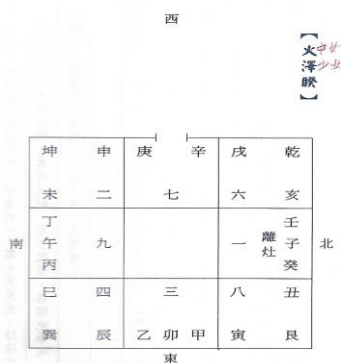 西
【火澤睽】
中女
少女
坤 申 庚 辛 戌 乾
未 二 七 六 亥
丁 壬
南 午 九 一 離灶 子 北
丙 癸
巳 四 三 八 丑
巽 辰 乙 卯 甲 寅 艮
東